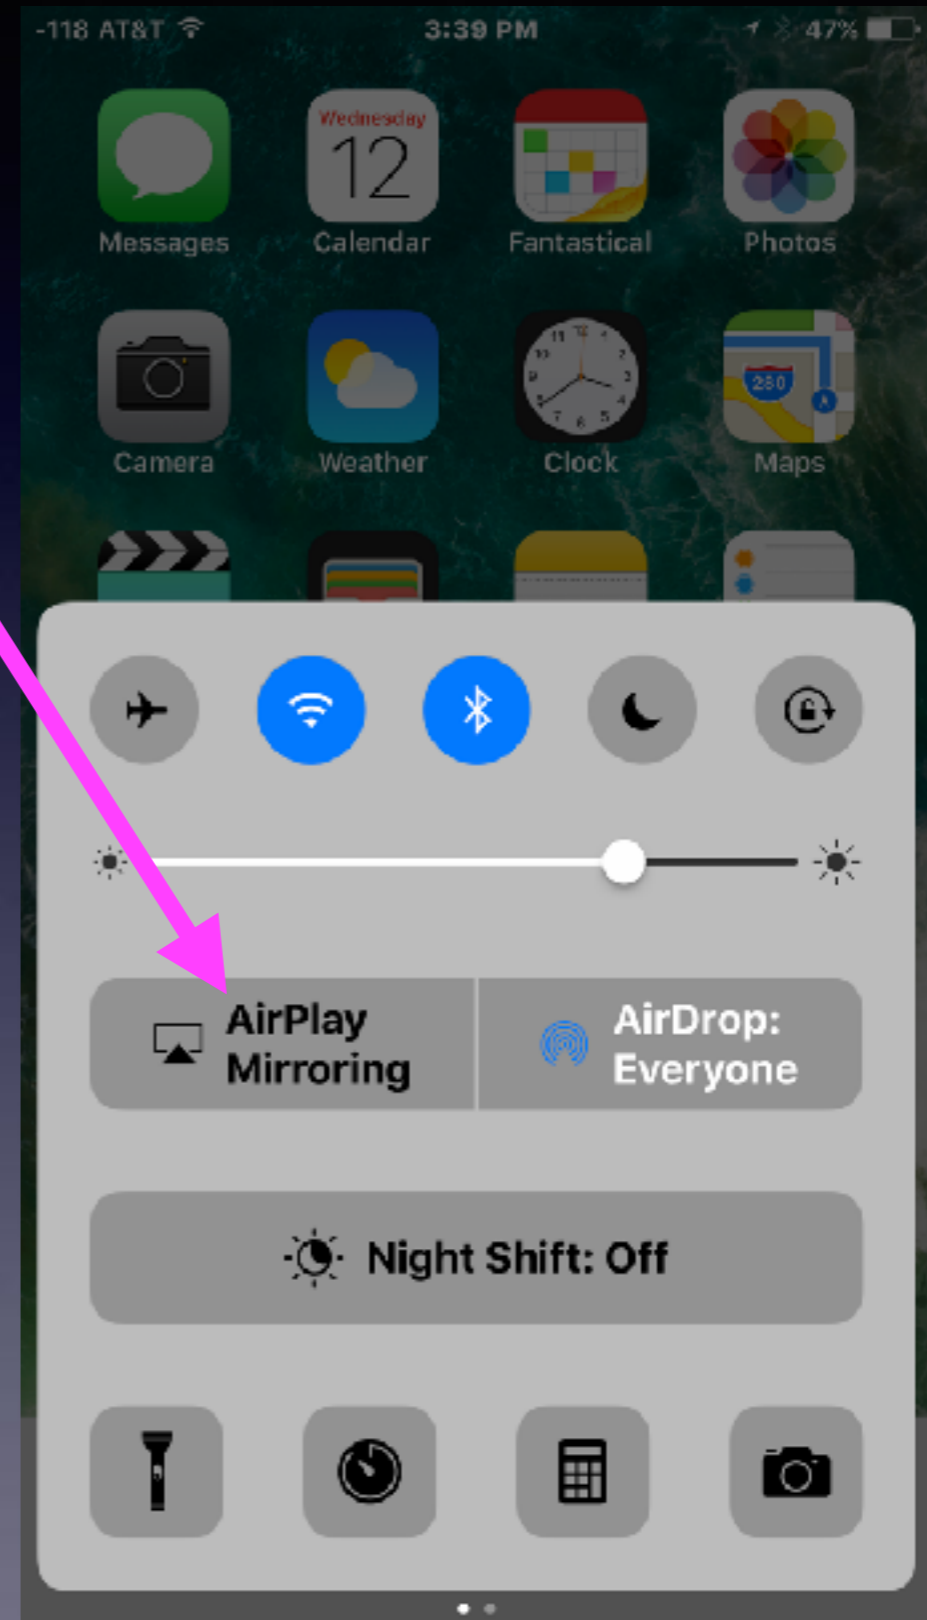 -118 AT&T 3:39 PM 47%
Wednesday
12
Messages Calendar Fantastical Photos
280
Camera Weather Clock Maps
AirPlay
Mirroring
AirDrop:
Everyone
Night Shift: Off